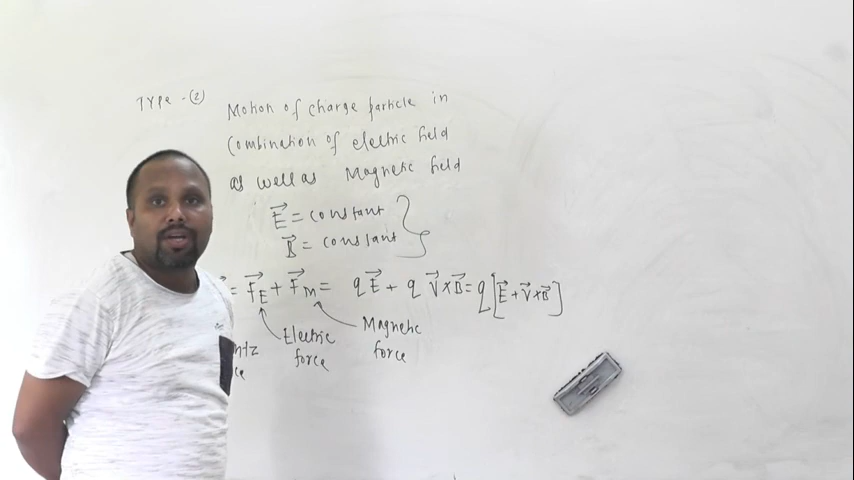 TYPE - (2)
Motion of charge particle in
Combination of electric field
as well as Magnetic field
E⃗ = constant
B⃗ = constant
= F⃗E + F⃗M = qE⃗ + q V⃗×B⃗ = q[E⃗ + V⃗×B⃗]
Electric
force
Magnetic
force